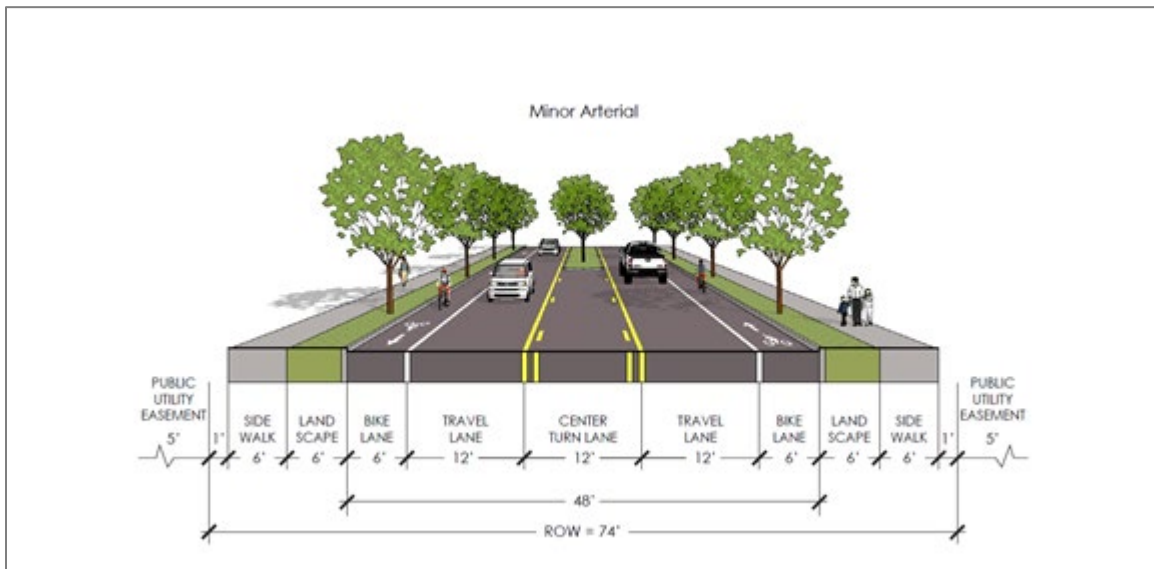 Minor Arterial
PUBLIC
UTILITY
EASEMENT
5'
1'
SIDE
WALK
6'
LAND
SCAPE
6'
BIKE
LANE
6'
TRAVEL
LANE
12'
CENTER
TURN LANE
12'
TRAVEL
LANE
12'
BIKE
LANE
6'
LAND
SCAPE
6'
SIDE
WALK
6'
1'
PUBLIC
UTILITY
EASEMENT
5'
48'
ROW = 74'